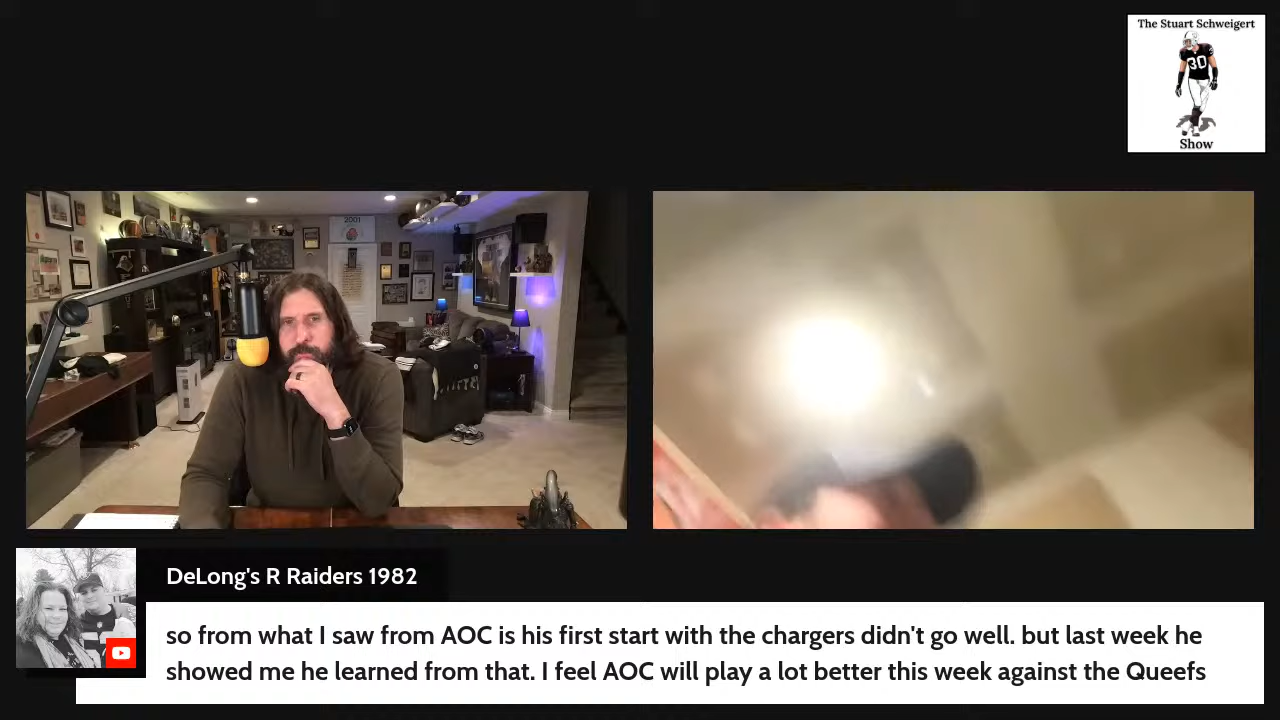 The Stuart Schweigert
30
Show
2001
DeLong's R Raiders 1982
so from what I saw from AOC is his first start with the chargers didn't go well. but last week he
showed me he learned from that. I feel AOC will play a lot better this week against the Queefs